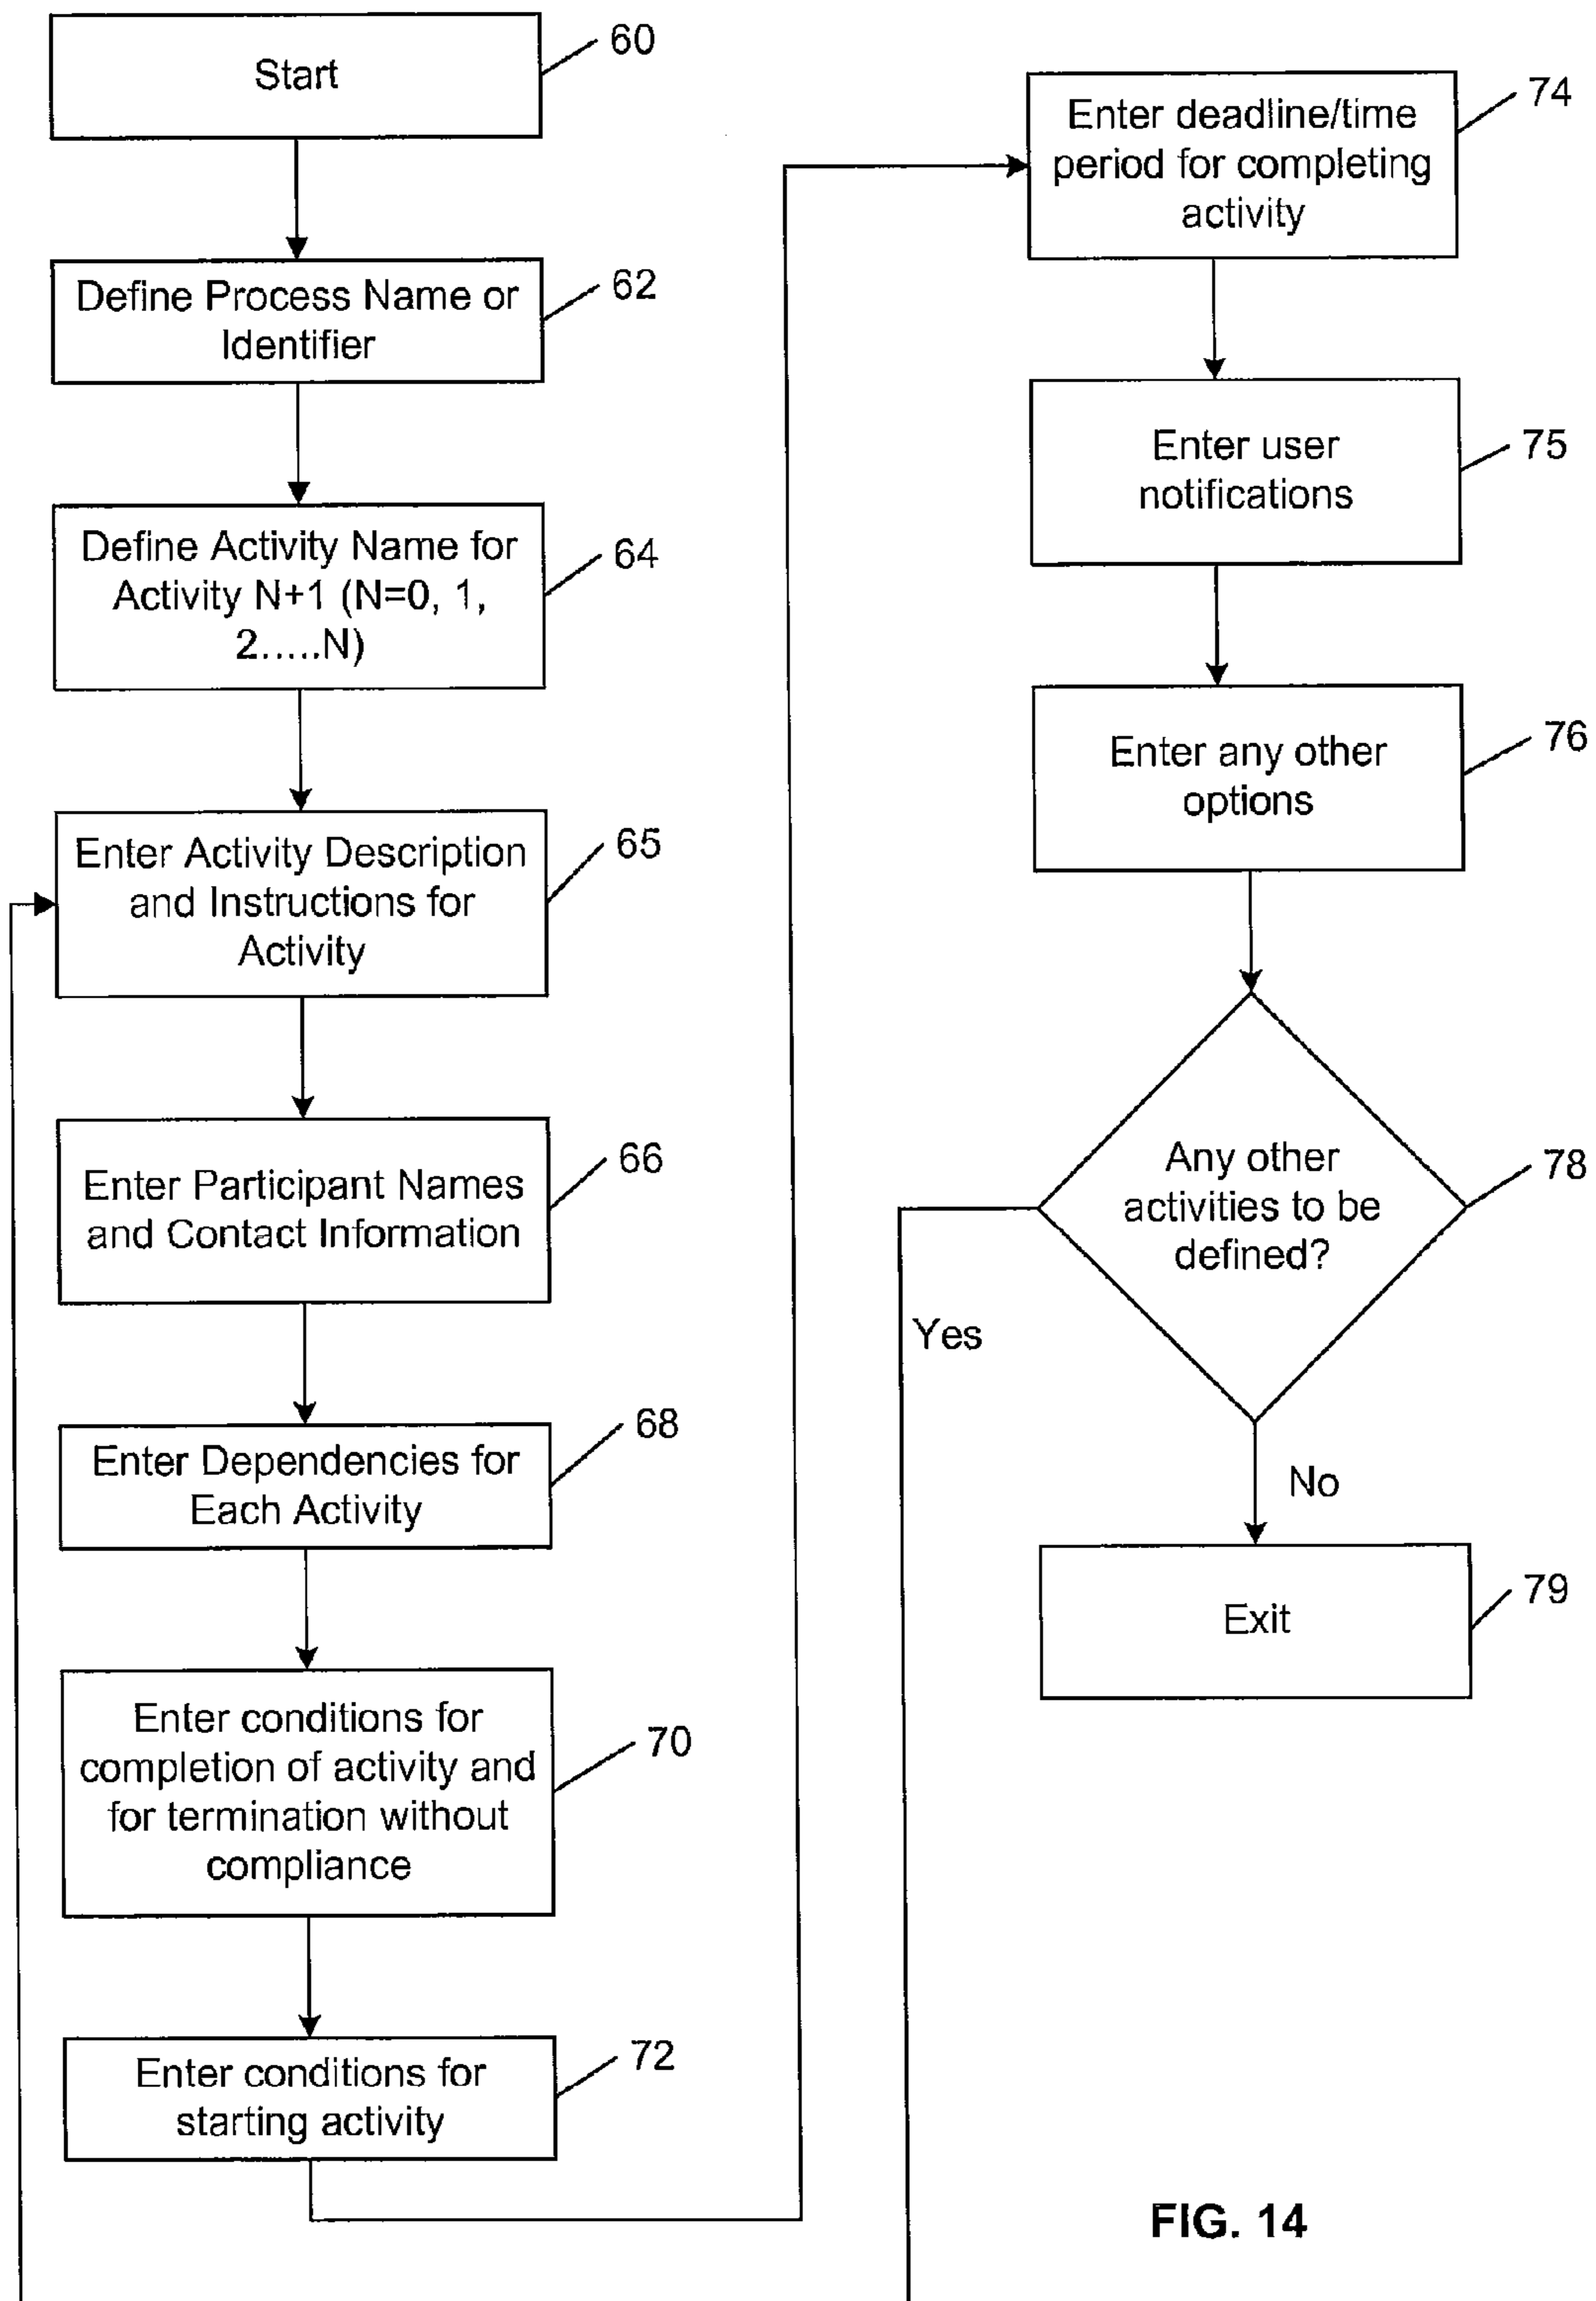 Start
60
Define Process Name or
Identifier
62
Define Activity Name for
Activity N+1 (N=0, 1,
2.....N)
64
Enter Activity Description
and Instructions for
Activity
65
Enter Participant Names
and Contact Information
66
Enter Dependencies for
Each Activity
68
Enter conditions for
completion of activity and
for termination without
compliance
70
Enter conditions for
starting activity
72
Enter deadline/time
period for completing
activity
74
Enter user
notifications
75
Enter any other
options
76
Any other
activities to be
defined?
78
Yes
No
Exit
79
FIG. 14